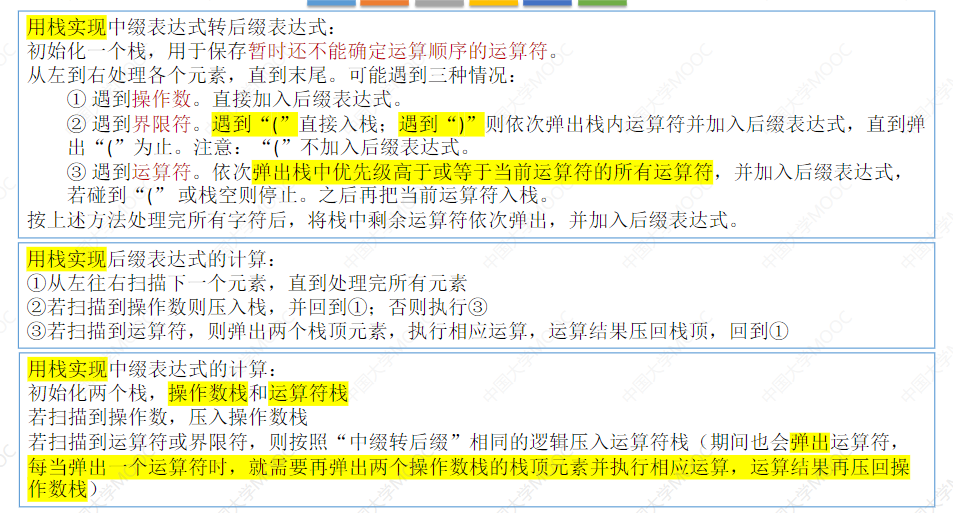 用栈实现中缀表达式转后缀表达式：
初始化一个栈，用于保存暂时还不能确定运算顺序的运算符。
从左到右处理各个元素，直到末尾。可能遇到三种情况：
① 遇到操作数。直接加入后缀表达式。
② 遇到界限符。遇到“(”直接入栈；遇到“)”则依次弹出栈内运算符并加入后缀表达式，直到弹
出“(”为止。注意：“(”不加入后缀表达式。
③ 遇到运算符。依次弹出栈中优先级高于或等于当前运算符的所有运算符，并加入后缀表达式，
若碰到“(” 或栈空则停止。之后再把当前运算符入栈。
按上述方法处理完所有字符后，将栈中剩余运算符依次弹出，并加入后缀表达式。
用栈实现后缀表达式的计算：
①从左往右扫描下一个元素，直到处理完所有元素
②若扫描到操作数则压入栈，并回到①；否则执行③
③若扫描到运算符，则弹出两个栈顶元素，执行相应运算，运算结果压回栈顶，回到①
用栈实现中缀表达式的计算：
初始化两个栈，操作数栈和运算符栈
若扫描到操作数，压入操作数栈
若扫描到运算符或界限符，则按照“中缀转后缀”相同的逻辑压入运算符栈（期间也会弹出运算符，
每当弹出一个运算符时，就需要再弹出两个操作数栈的栈顶元素并执行相应运算，运算结果再压回操
作数栈）
中国大学MOOC